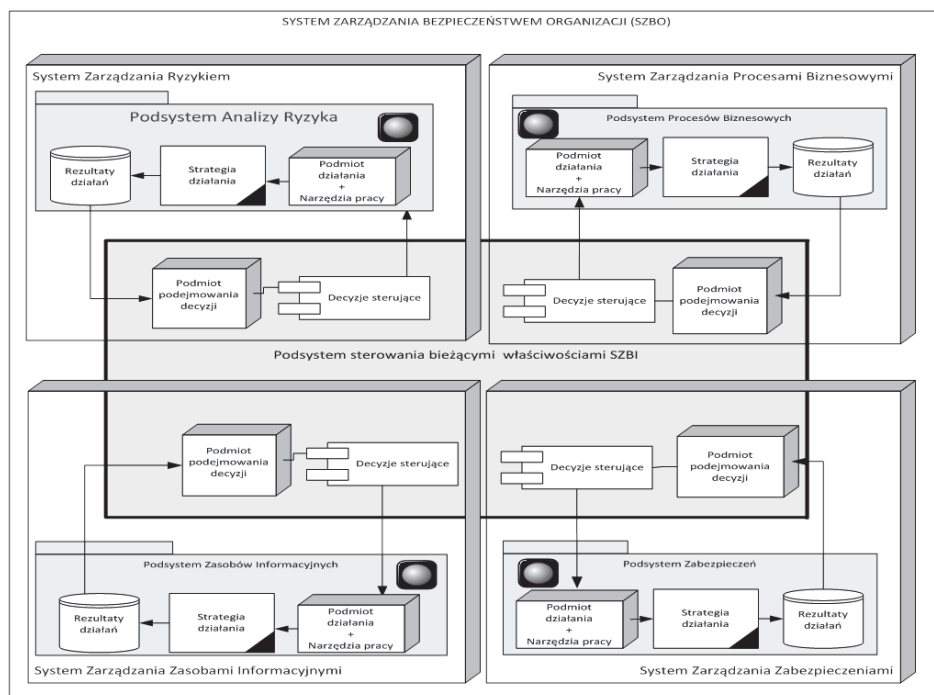 SYSTEM ZARZĄDZANIA BEZPIECZEŃSTWEM ORGANIZACJI (SZBO)
System Zarządzania Ryzykiem
Podsystem Analizy Ryzyka
Rezultaty
działań
Strategia
działania
Podmiot
działania
+
Narzędzia pracy
Podmiot
podejmowania
decyzji
Decyzje sterujące
System Zarządzania Procesami Biznesowymi
Podsystem Procesów Biznesowych
Podmiot
działania
+
Narzędzia pracy
Strategia
działania
Rezultaty
działań
Decyzje sterujące
Podmiot
podejmowania
decyzji
Podsystem sterowania bieżącymi właściwościami SZBI
Podmiot
podejmowania
decyzji
Decyzje sterujące
Podsystem Zasobów Informacyjnych
Rezultaty
działań
Strategia
działania
Podmiot
działania
+
Narzędzia pracy
System Zarządzania Zasobami Informacyjnymi
Decyzje sterujące
Podmiot
podejmowania
decyzji
Podsystem Zabezpieczeń
Podmiot
działania
+
Narzędzia pracy
Strategia
działania
Rezultaty
działań
System Zarządzania Zabezpieczeniami